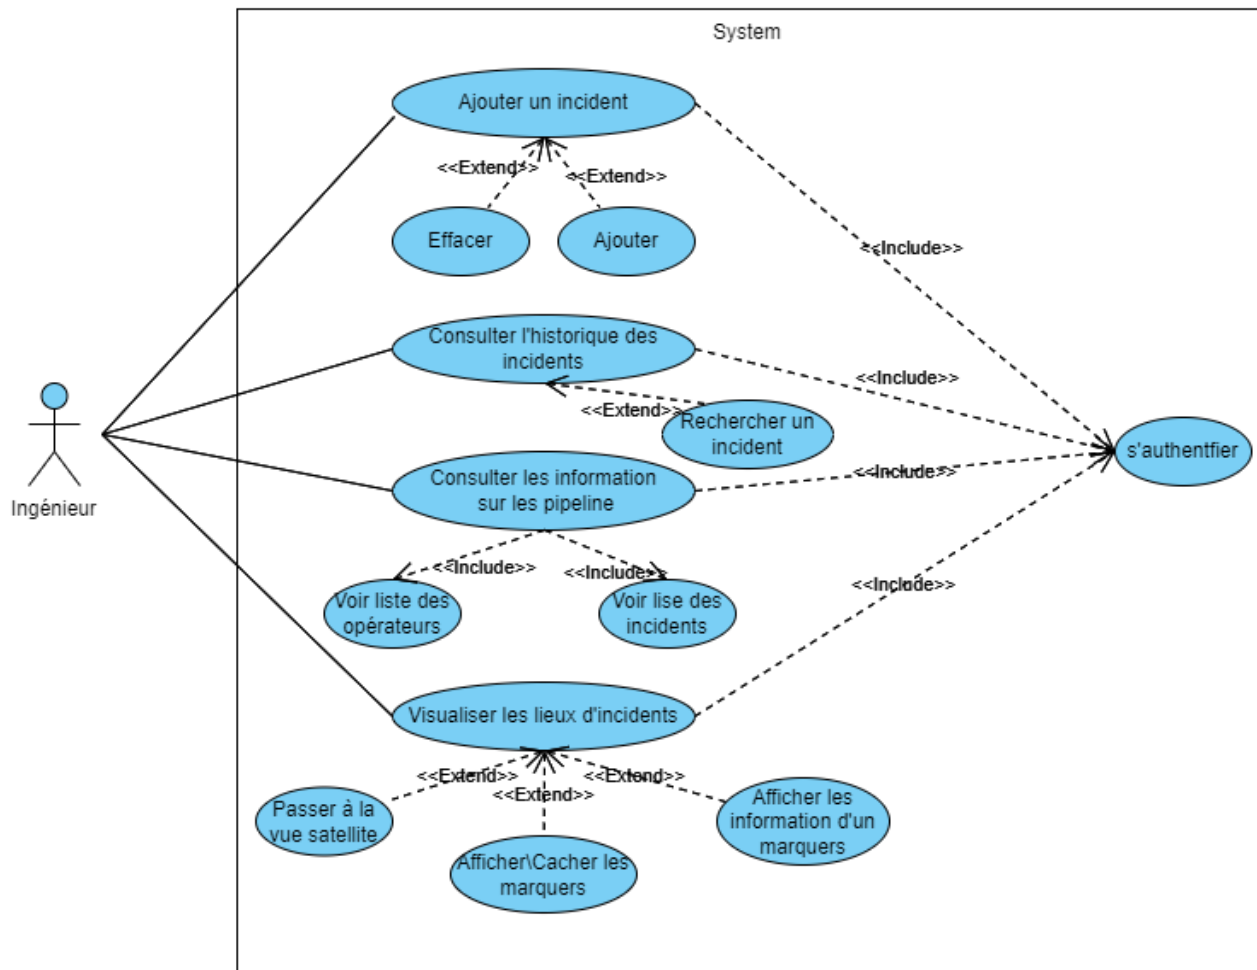 System
Ajouter un incident
<<Extend>>
<<Extend>>
Effacer
Ajouter
<<Include>>
Consulter l'historique des
incidents
<<Include>>
<<Extend>>
Rechercher un
incident
s'authentfier
Ingénieur
Consulter les information
sur les pipeline
<<Include>>
<<Include>>
<<Include>>
Voir liste des
opérateurs
Voir lise des
incidents
<<Include>>
Visualiser les lieux d'incidents
<<Extend>>
<<Extend>>
<<Extend>>
Passer à la
vue satellite
Afficher\Cacher les
marquers
Afficher les
information d'un
marquers